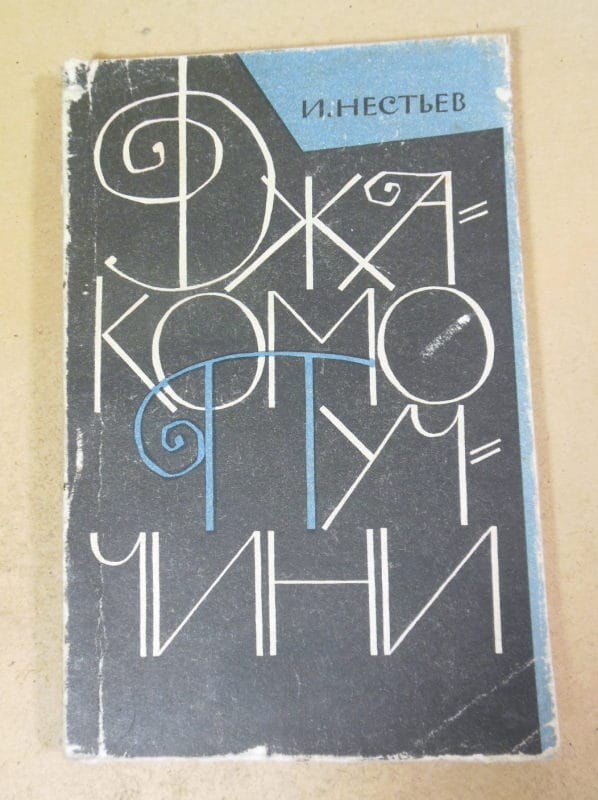 И. НЕСТЬЕВ
ДЖА=
КОМО
ПУЧ=
ЧИНИ